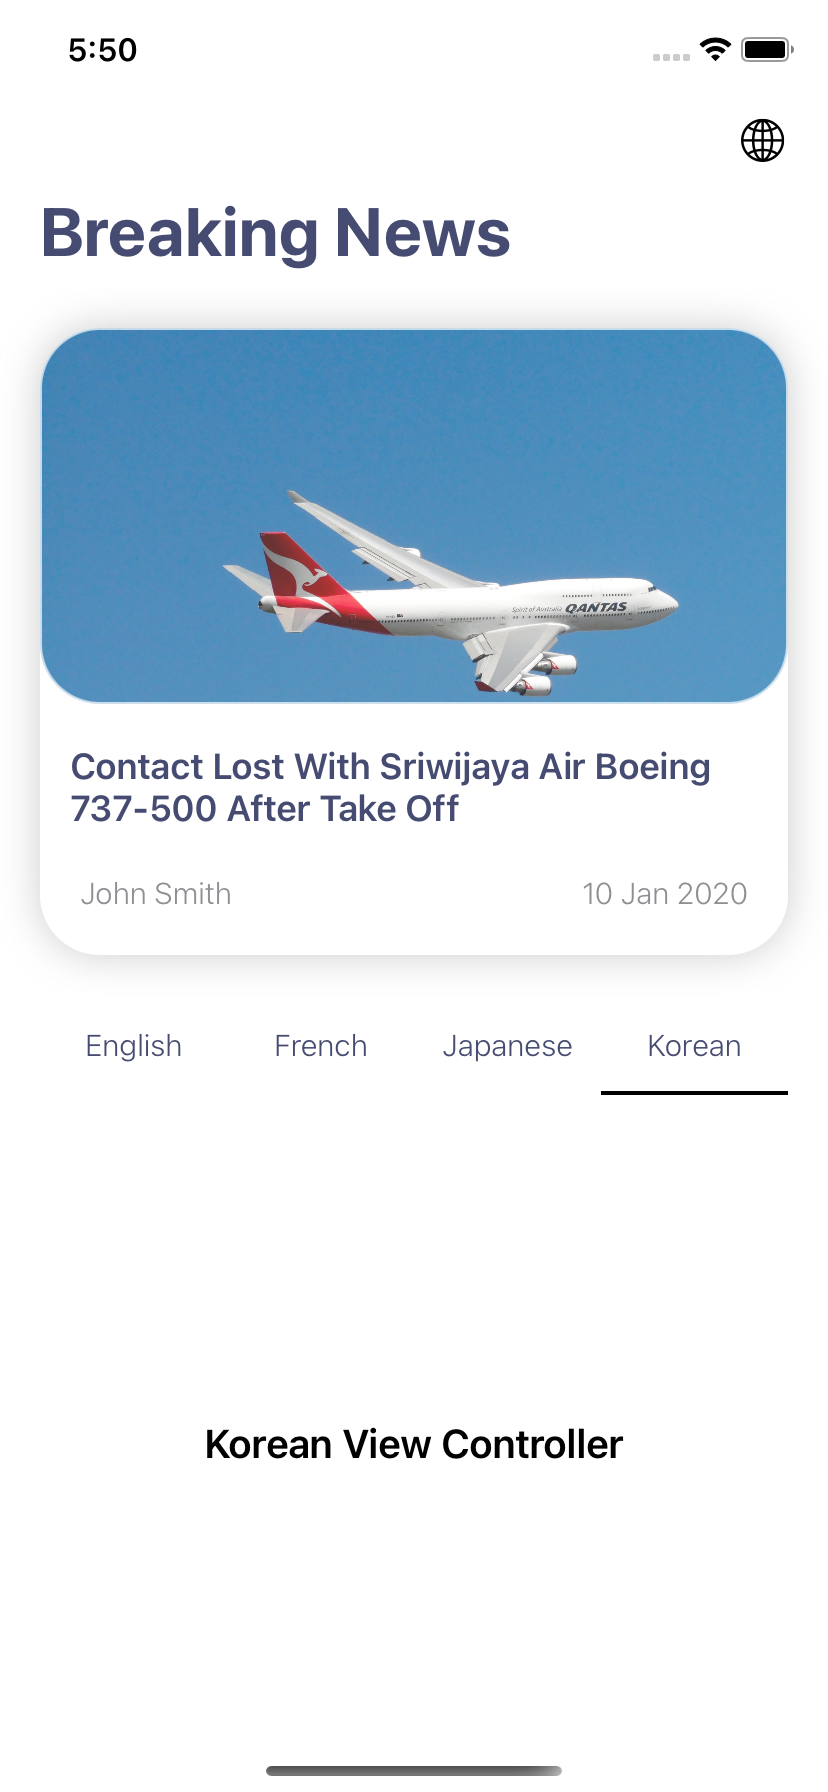 5:50
Breaking News
Spirit of Australia QANTAS
Contact Lost With Sriwijaya Air Boeing
737-500 After Take Off
John Smith 10 Jan 2020
English French Japanese Korean
Korean View Controller